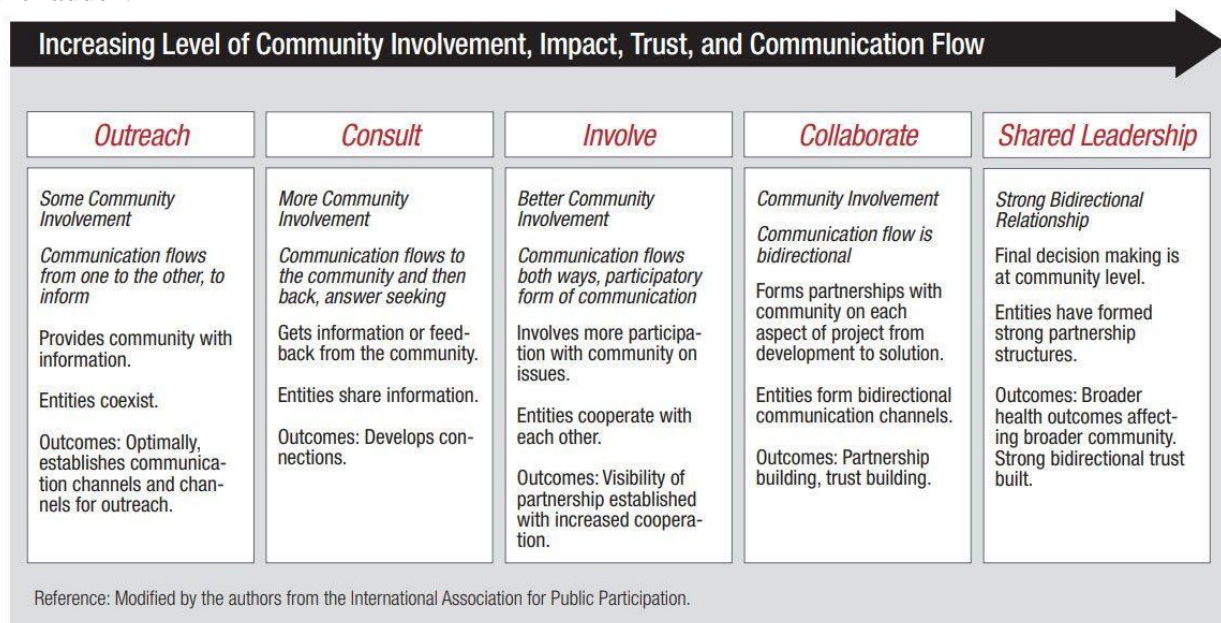 Increasing Level of Community Involvement, Impact, Trust, and Communication Flow
Outreach
Some Community
Involvement
Communication flows
from one to the other, to
inform
Provides community with
information.
Entities coexist.
Outcomes: Optimally,
establishes communica-
tion channels and chan-
nels for outreach.
Consult
More Community
Involvement
Communication flows to
the community and then
back, answer seeking
Gets information or feed-
back from the community.
Entities share information.
Outcomes: Develops con-
nections.
Involve
Better Community
Involvement
Communication flows
both ways, participatory
form of communication
Involves more participa-
tion with community on
issues.
Entities cooperate with
each other.
Outcomes: Visibility of
partnership established
with increased coopera-
tion.
Collaborate
Community Involvement
Communication flow is
bidirectional
Forms partnerships with
community on each
aspect of project from
development to solution.
Entities form bidirectional
communication channels.
Outcomes: Partnership
building, trust building.
Shared Leadership
Strong Bidirectional
Relationship
Final decision making is
at community level.
Entities have formed
strong partnership
structures.
Outcomes: Broader
health outcomes affect-
ing broader community.
Strong bidirectional trust
built.
Reference: Modified by the authors from the International Association for Public Participation.